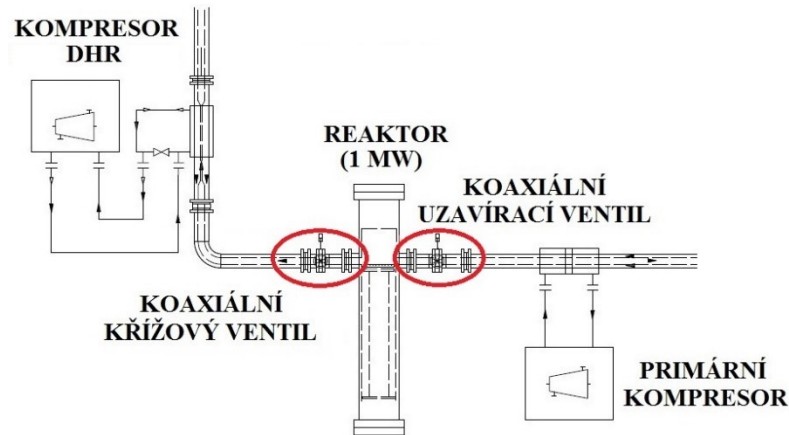 KOMPRESOR
DHR
REAKTOR
(1 MW)
KOAXIÁLNÍ
UZAVÍRACÍ VENTIL
KOAXIÁLNÍ
KŘÍŽOVÝ VENTIL
PRIMÁRNÍ
KOMPRESOR